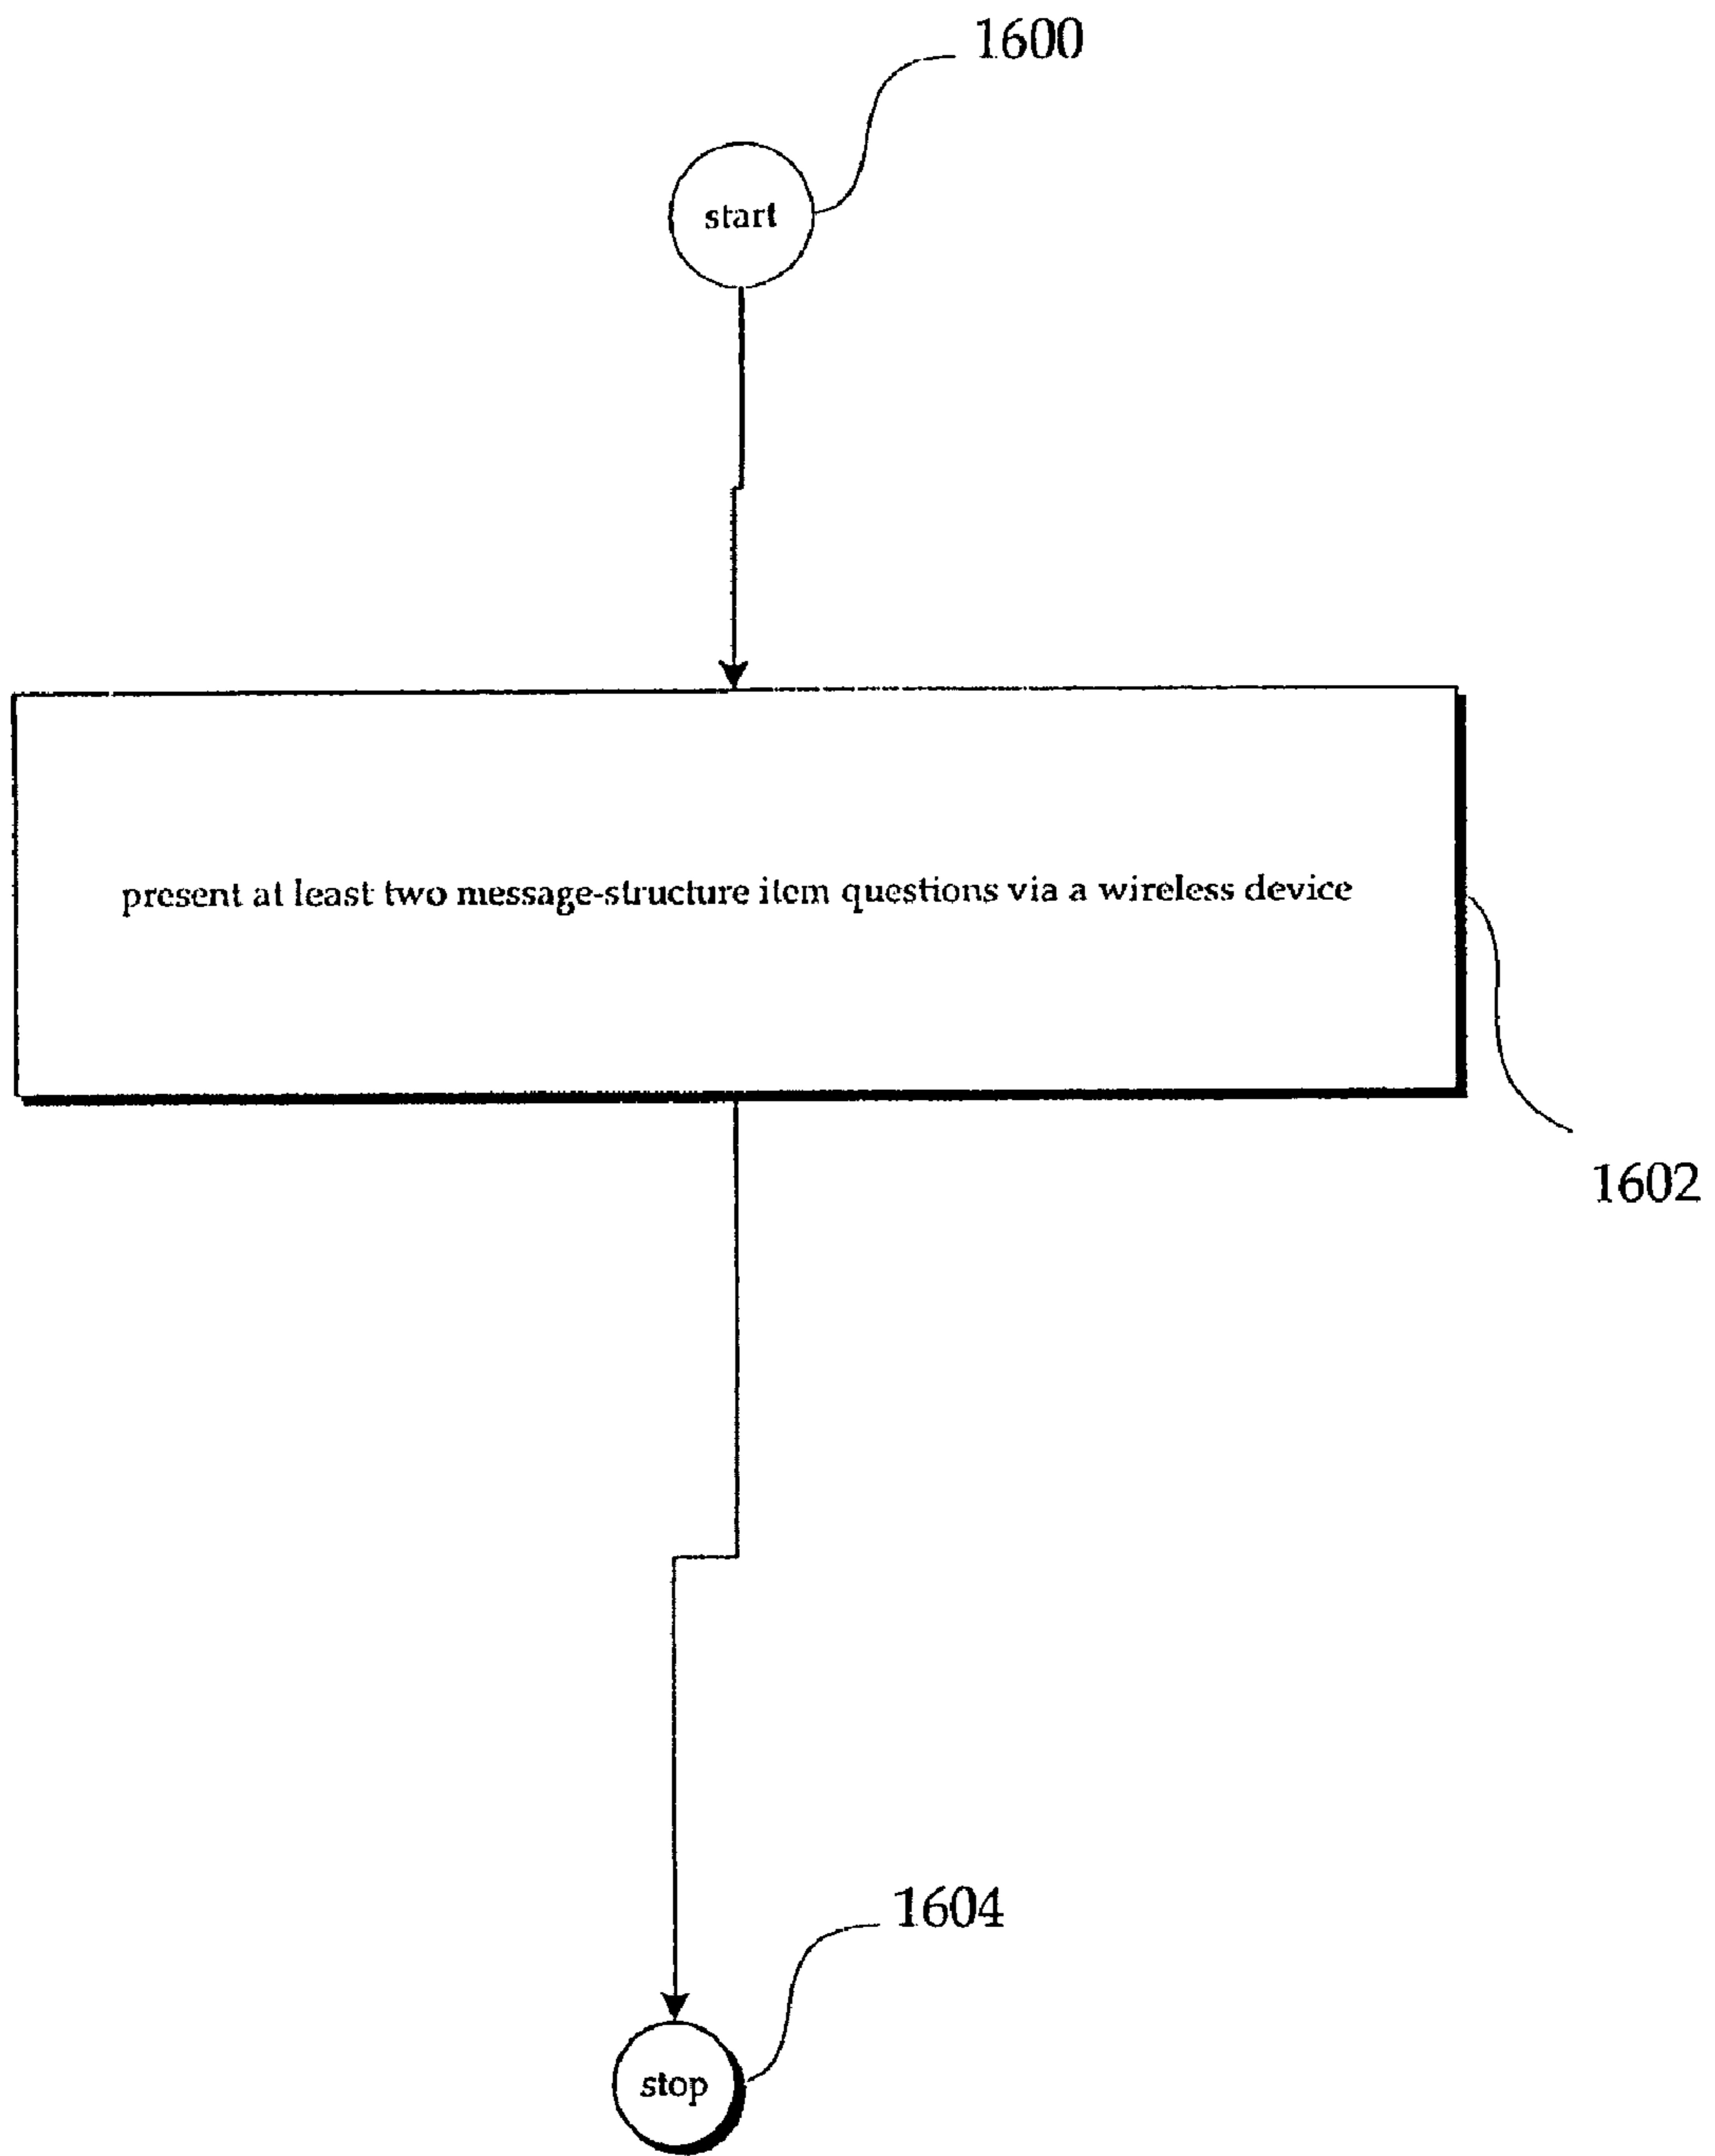 1600
start
present at least two message-structure item questions via a wireless device
1602
1604
stop